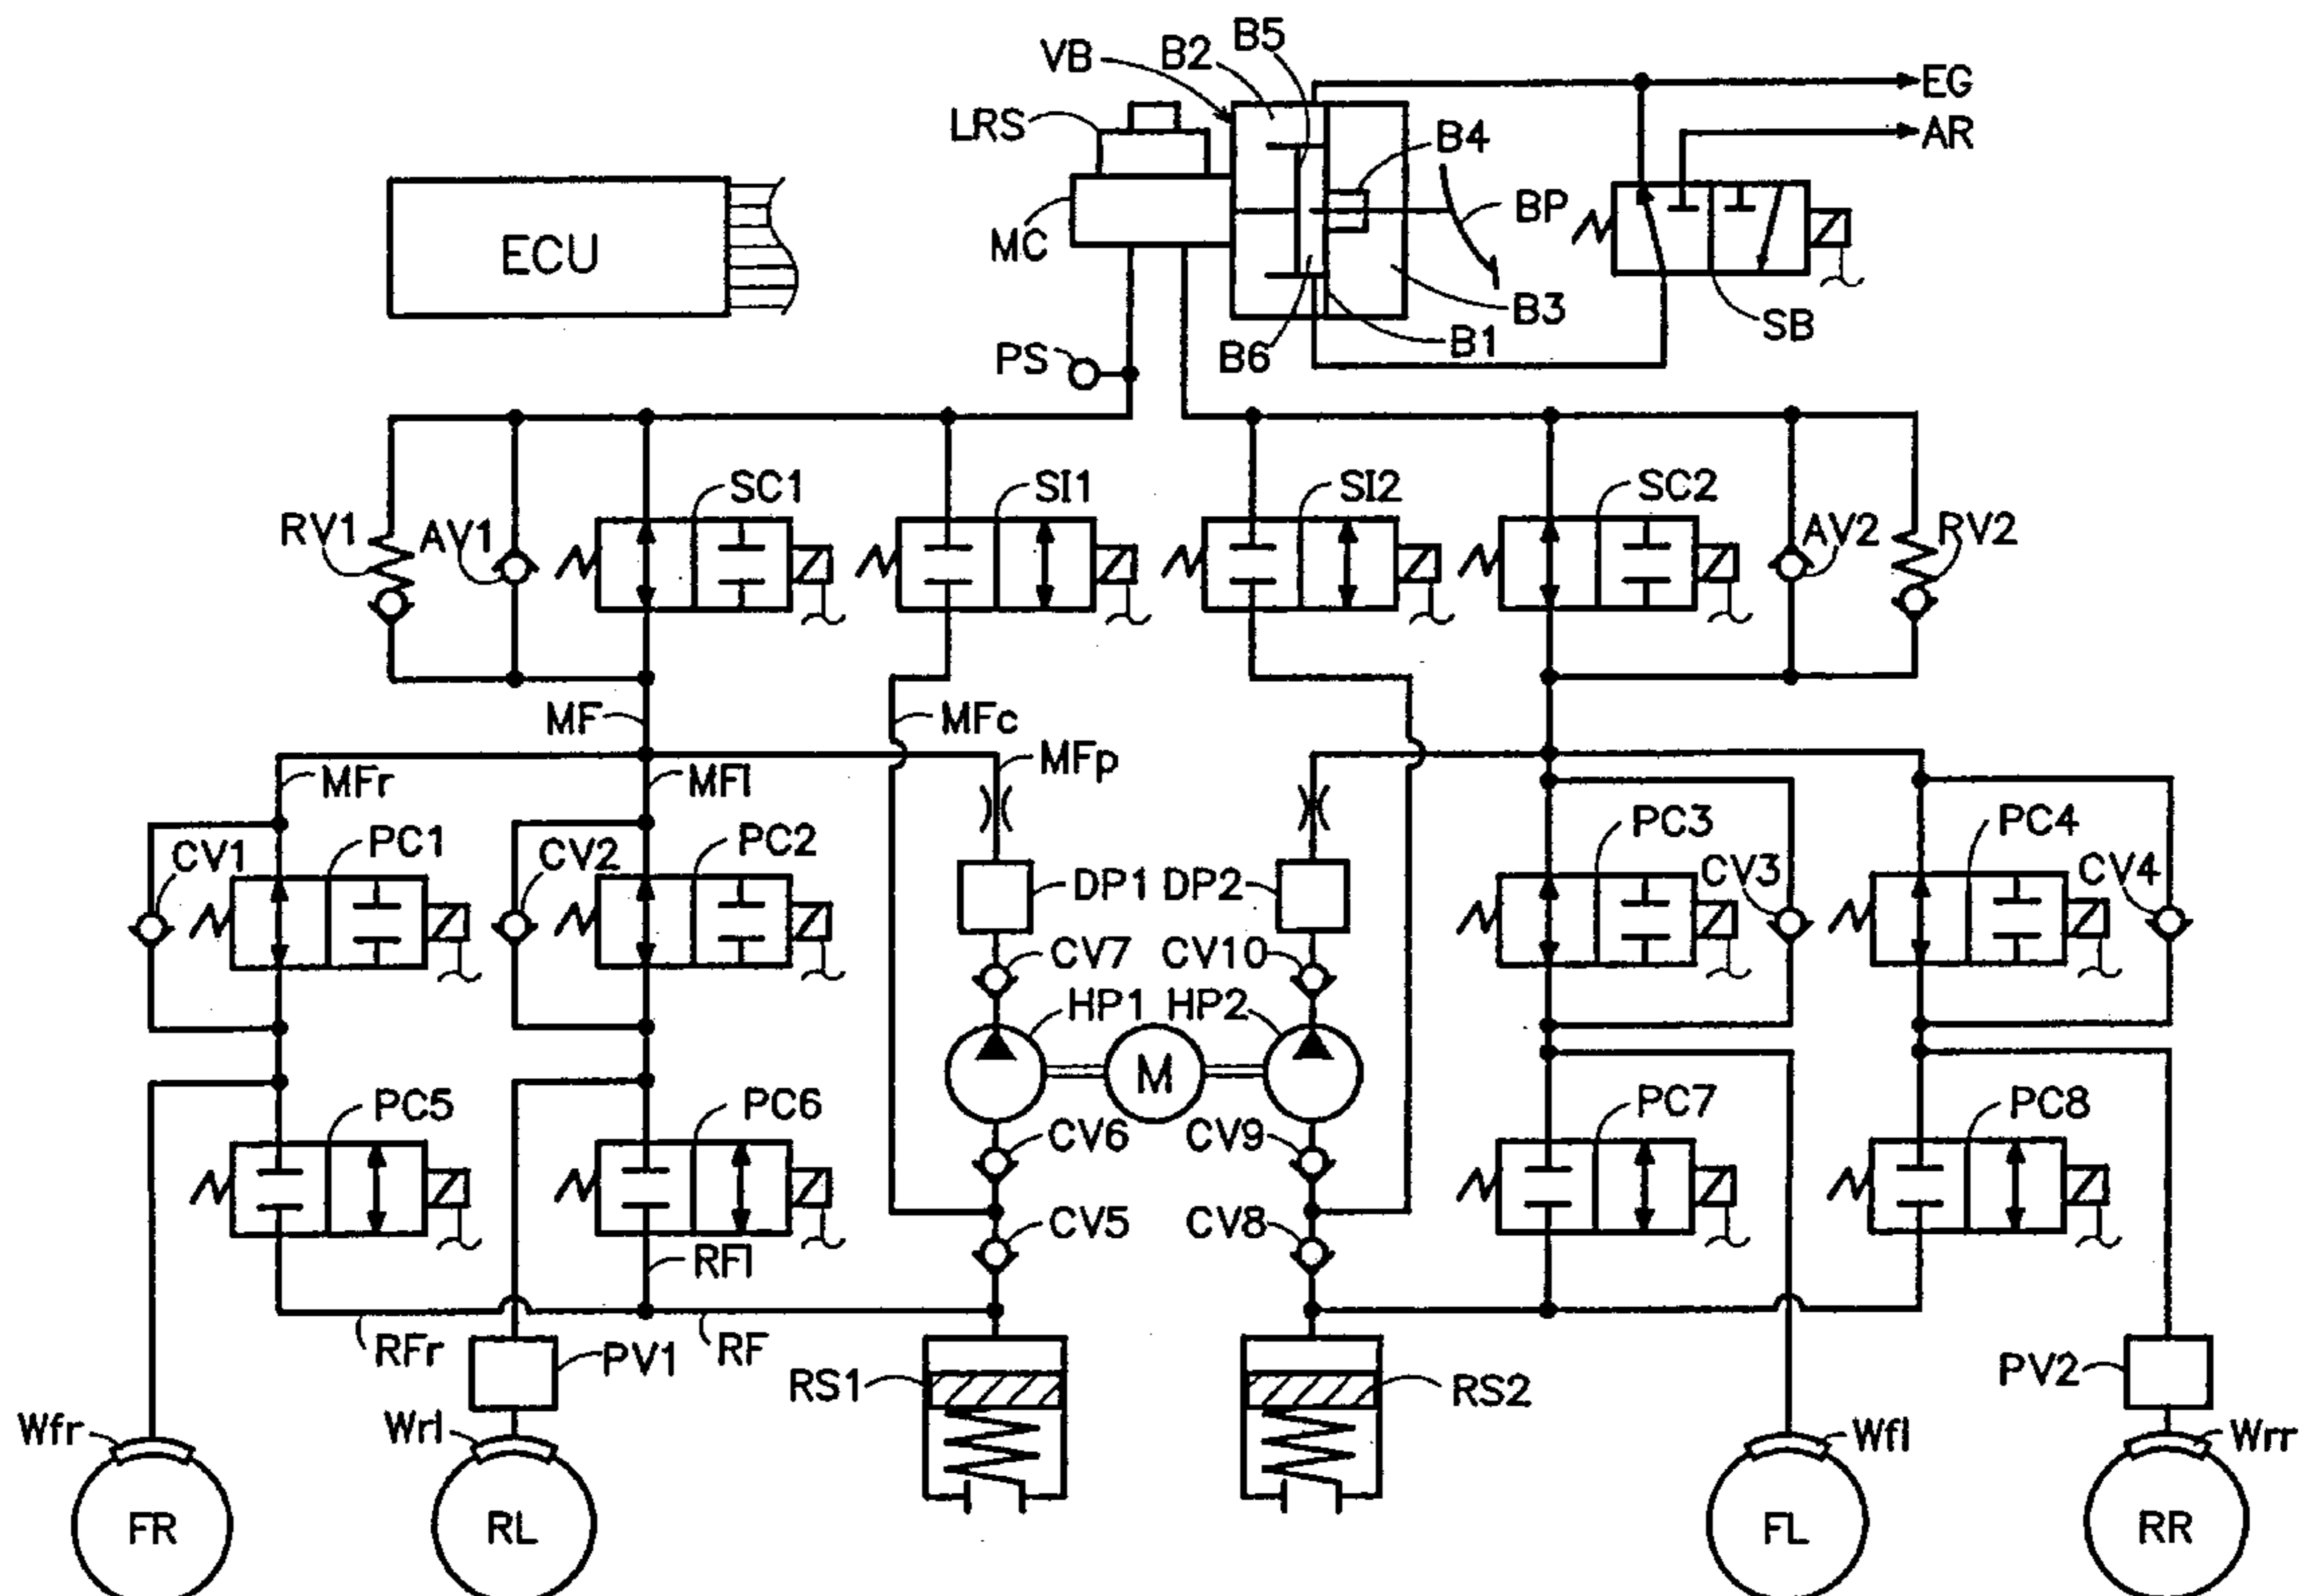 VB
B2
B5
EG
LRS
B4
AR
ECU
MC
BP
B3
SB
B1
B6
PS
SC1
SI1
SI2
SC2
RV1
AV1
AV2
RV2
MF
MFc
MFp
MFr
MFl
CV1
PC1
CV2
PC2
PC3
PC4
DP1
DP2
CV3
CV4
CV7
CV10
HP1
HP2
M
PC5
PC6
PC7
PC8
CV6
CV9
CV5
CV8
RFl
RFr
PV1
RF
RS1
RS2
PV2
Wfr
Wrl
Wfl
Wrr
FR
RL
FL
RR